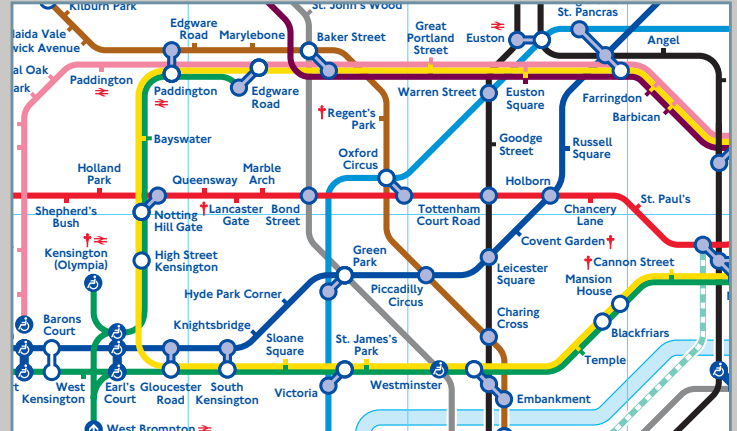 Kilburn Park
St. John's Wood
St. Pancras
Edgware
Road
Marylebone
Baker Street
Great
Portland
Street
Euston
Angel
Maida Vale
wick Avenue
al Oak
ark
Paddington
Paddington
Edgware
Road
Warren Street
Euston
Square
Farringdon
Barbican
†Regent's
Park
Bayswater
Goodge
Street
Russell
Square
Oxford
Circus
Holland
Park
Queensway
Marble
Arch
Holborn
St. Paul's
Shepherd's
Bush
Notting
Hill Gate
†Lancaster
Gate
Bond
Street
Tottenham
Court Road
Chancery
Lane
Kensington
(Olympia)
High Street
Kensington
Green
Park
Covent Garden†
†Cannon Street
Leicester
Square
Mansion
House
Hyde Park Corner
Piccadilly
Circus
Barons
Court
Knightsbridge
Charing
Cross
Sloane
Square
St. James's
Park
Blackfriars
Temple
t
West
Kensington
Earl's
Court
Gloucester
Road
South
Kensington
Victoria
Westminster
Embankment
West Brompton